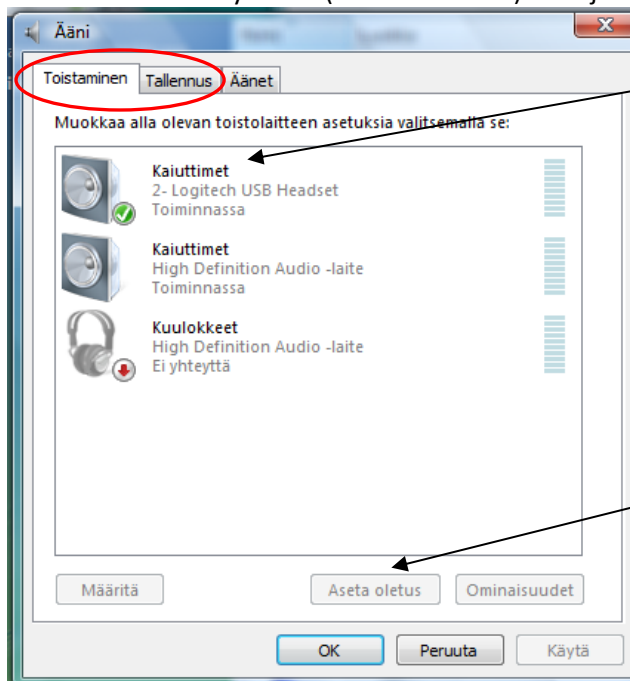 Ääni
Toistaminen Tallennus Äänet
Muokkaa alla olevan toistolaitteen asetuksia valitsemalla se:
Kaiuttimet
2- Logitech USB Headset
Toiminnassa
Kaiuttimet
High Definition Audio -laite
Toiminnassa
Kuulokkeet
High Definition Audio -laite
Ei yhteyttä
Määritä Aseta oletus Ominaisuudet
OK Peruuta Käytä